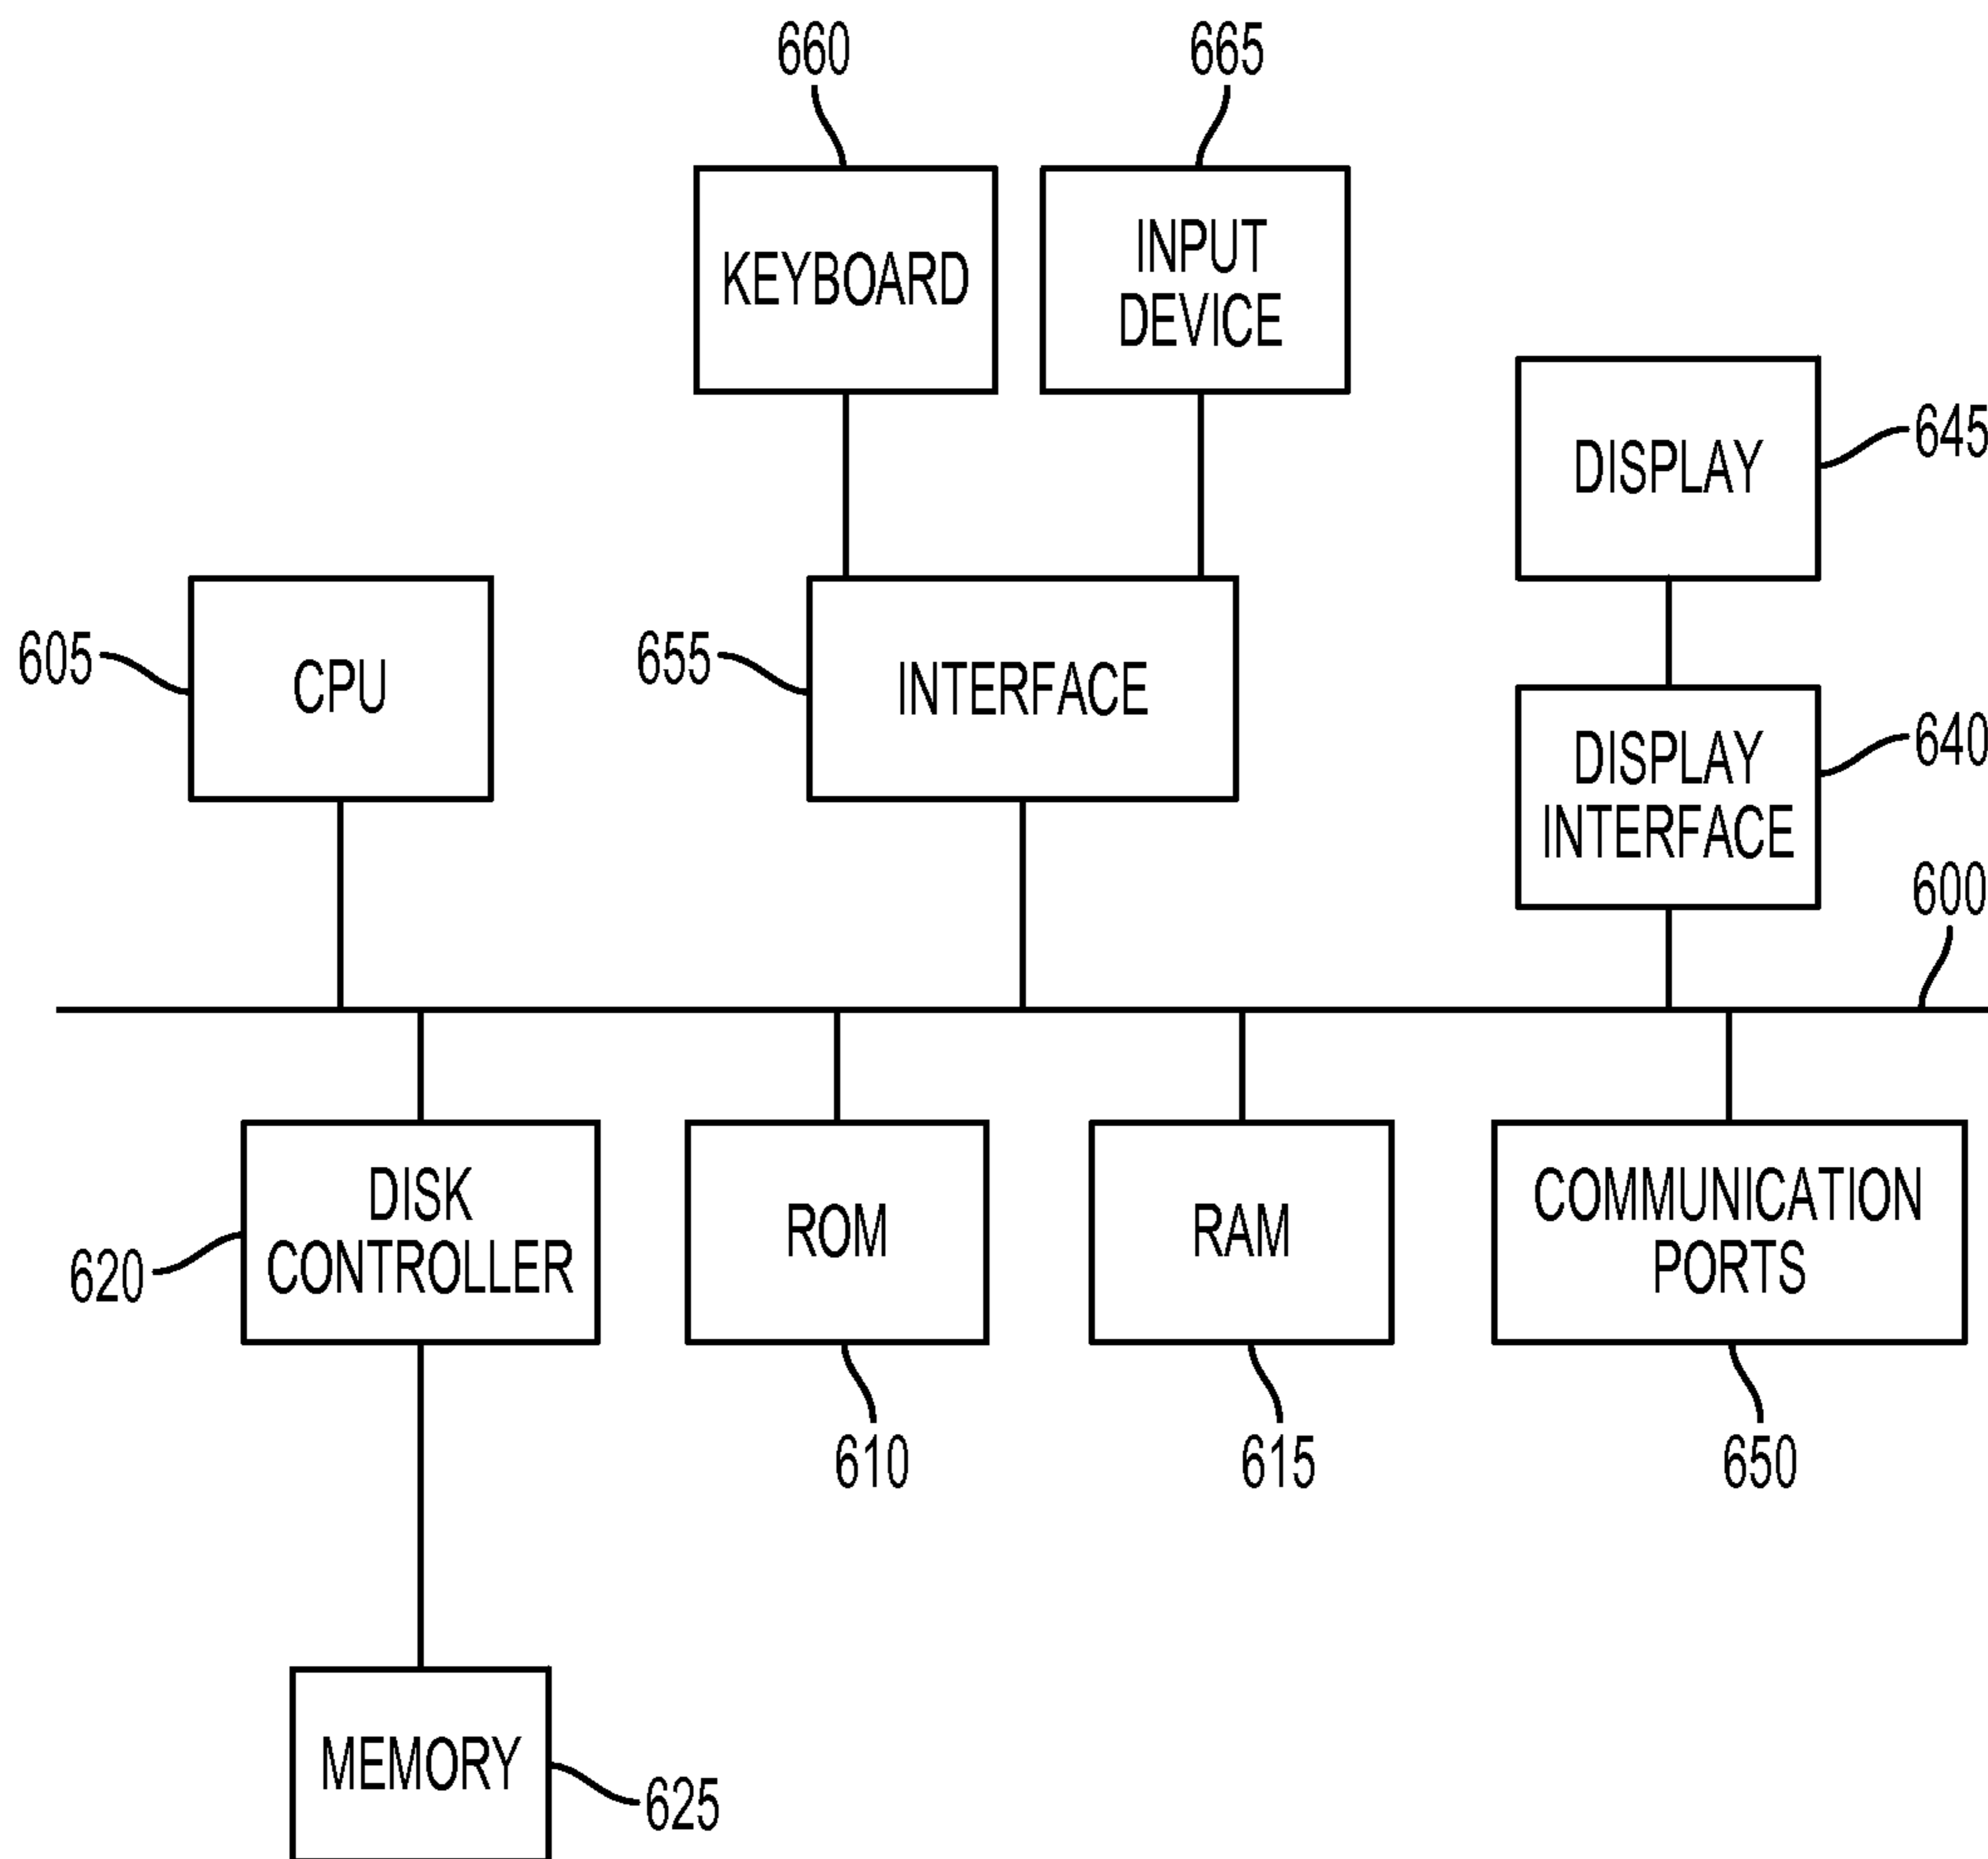 660
665
KEYBOARD
INPUT
DEVICE
DISPLAY
645
605
CPU
655
INTERFACE
DISPLAY
INTERFACE
640
600
DISK
CONTROLLER
620
ROM
RAM
COMMUNICATION
PORTS
610
615
650
MEMORY
625